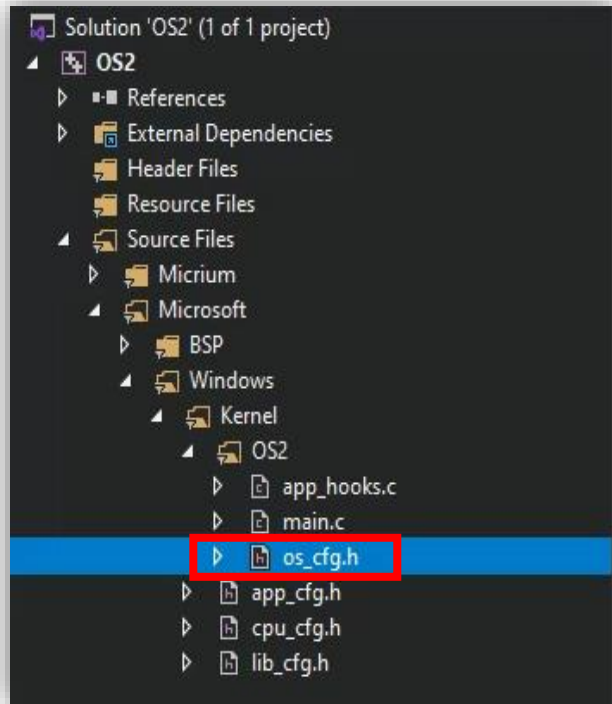 Solution 'OS2' (1 of 1 project)
OS2
References
External Dependencies
Header Files
Resource Files
Source Files
Micrium
Microsoft
BSP
Windows
Kernel
OS2
app_hooks.c
main.c
os_cfg.h
app_cfg.h
cpu_cfg.h
lib_cfg.h